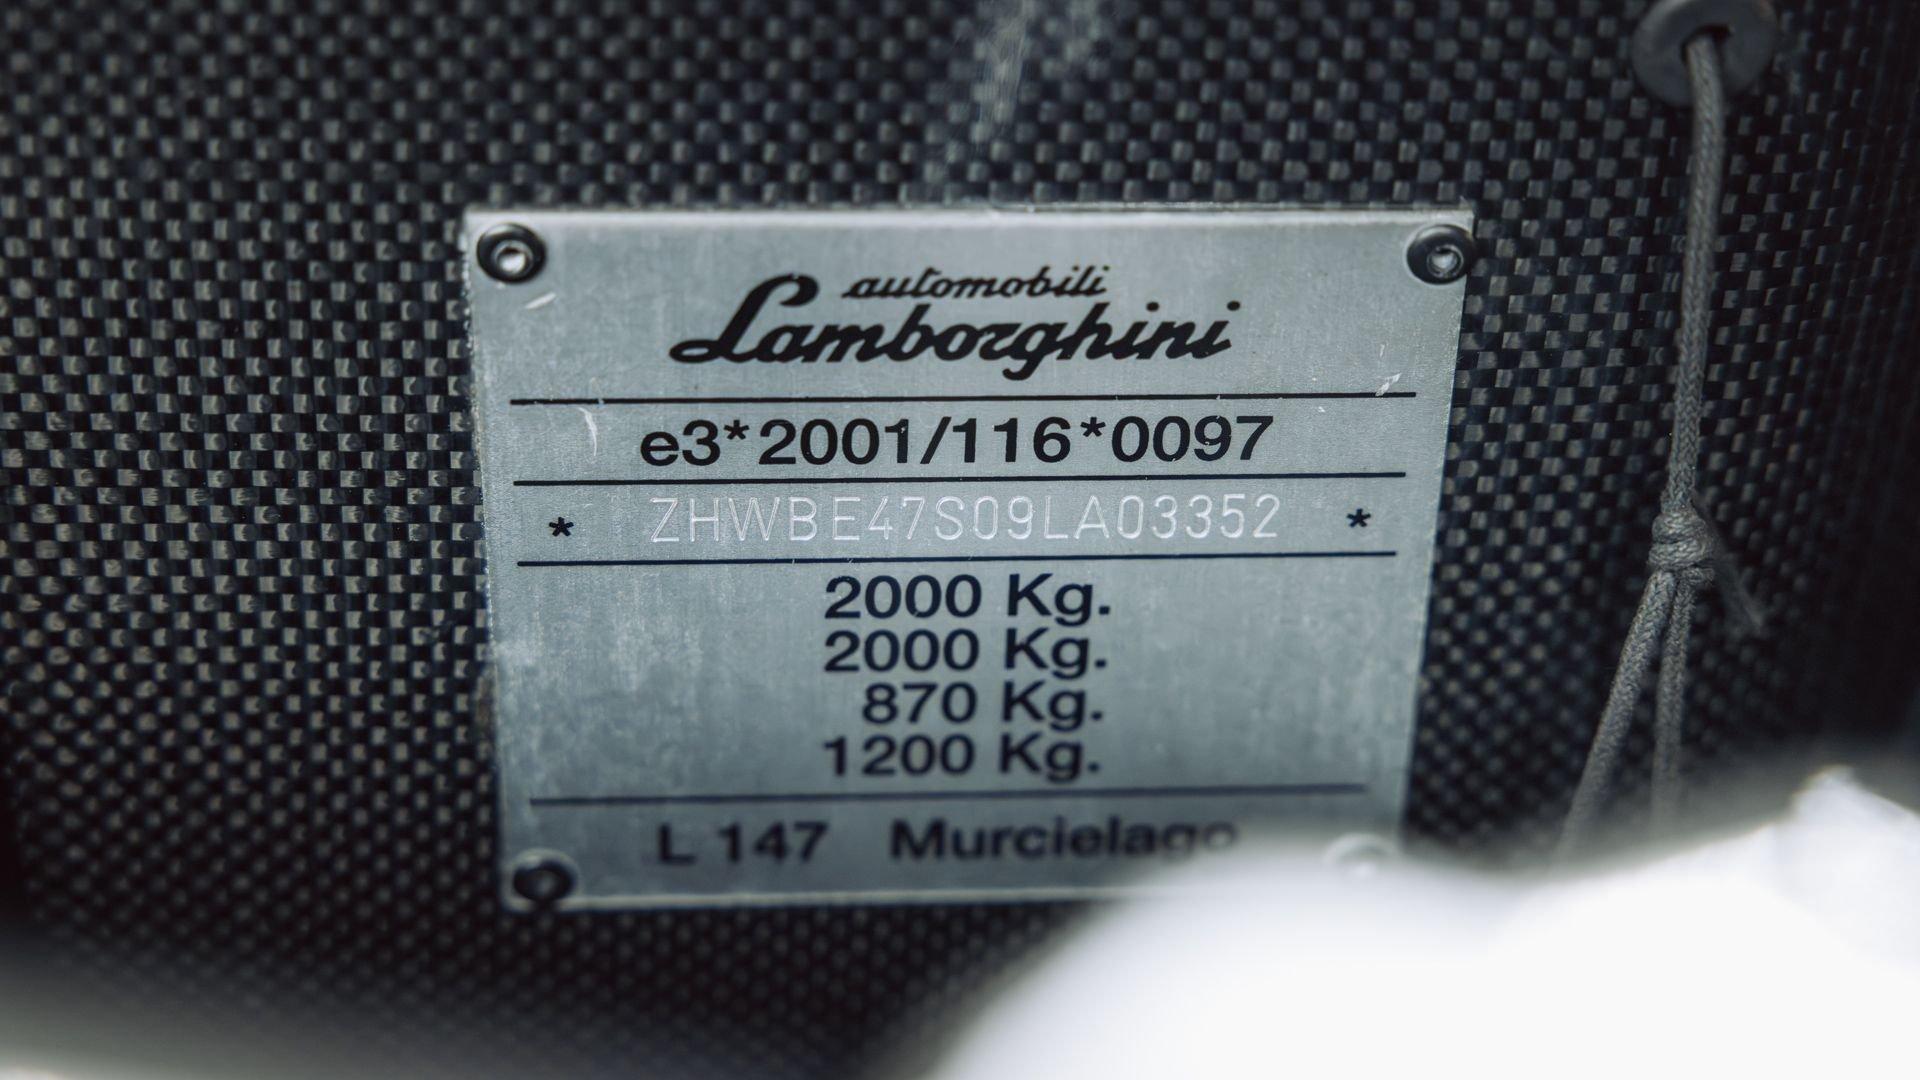 automobili
Lamborghini
e3*2001/116*0097
* ZHWBE47S09LA03352 *
2000 Kg.
2000 Kg.
870 Kg.
1200 Kg.
L 147 Murcielago